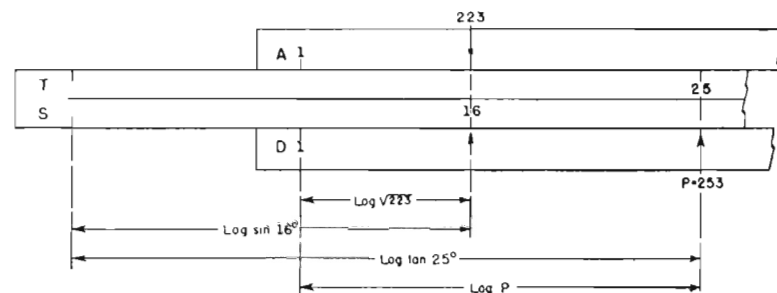 223
A 1
T
25
S
16
D 1
P=253
Log √223
Log sin 16°
Log tan 25°
Log P